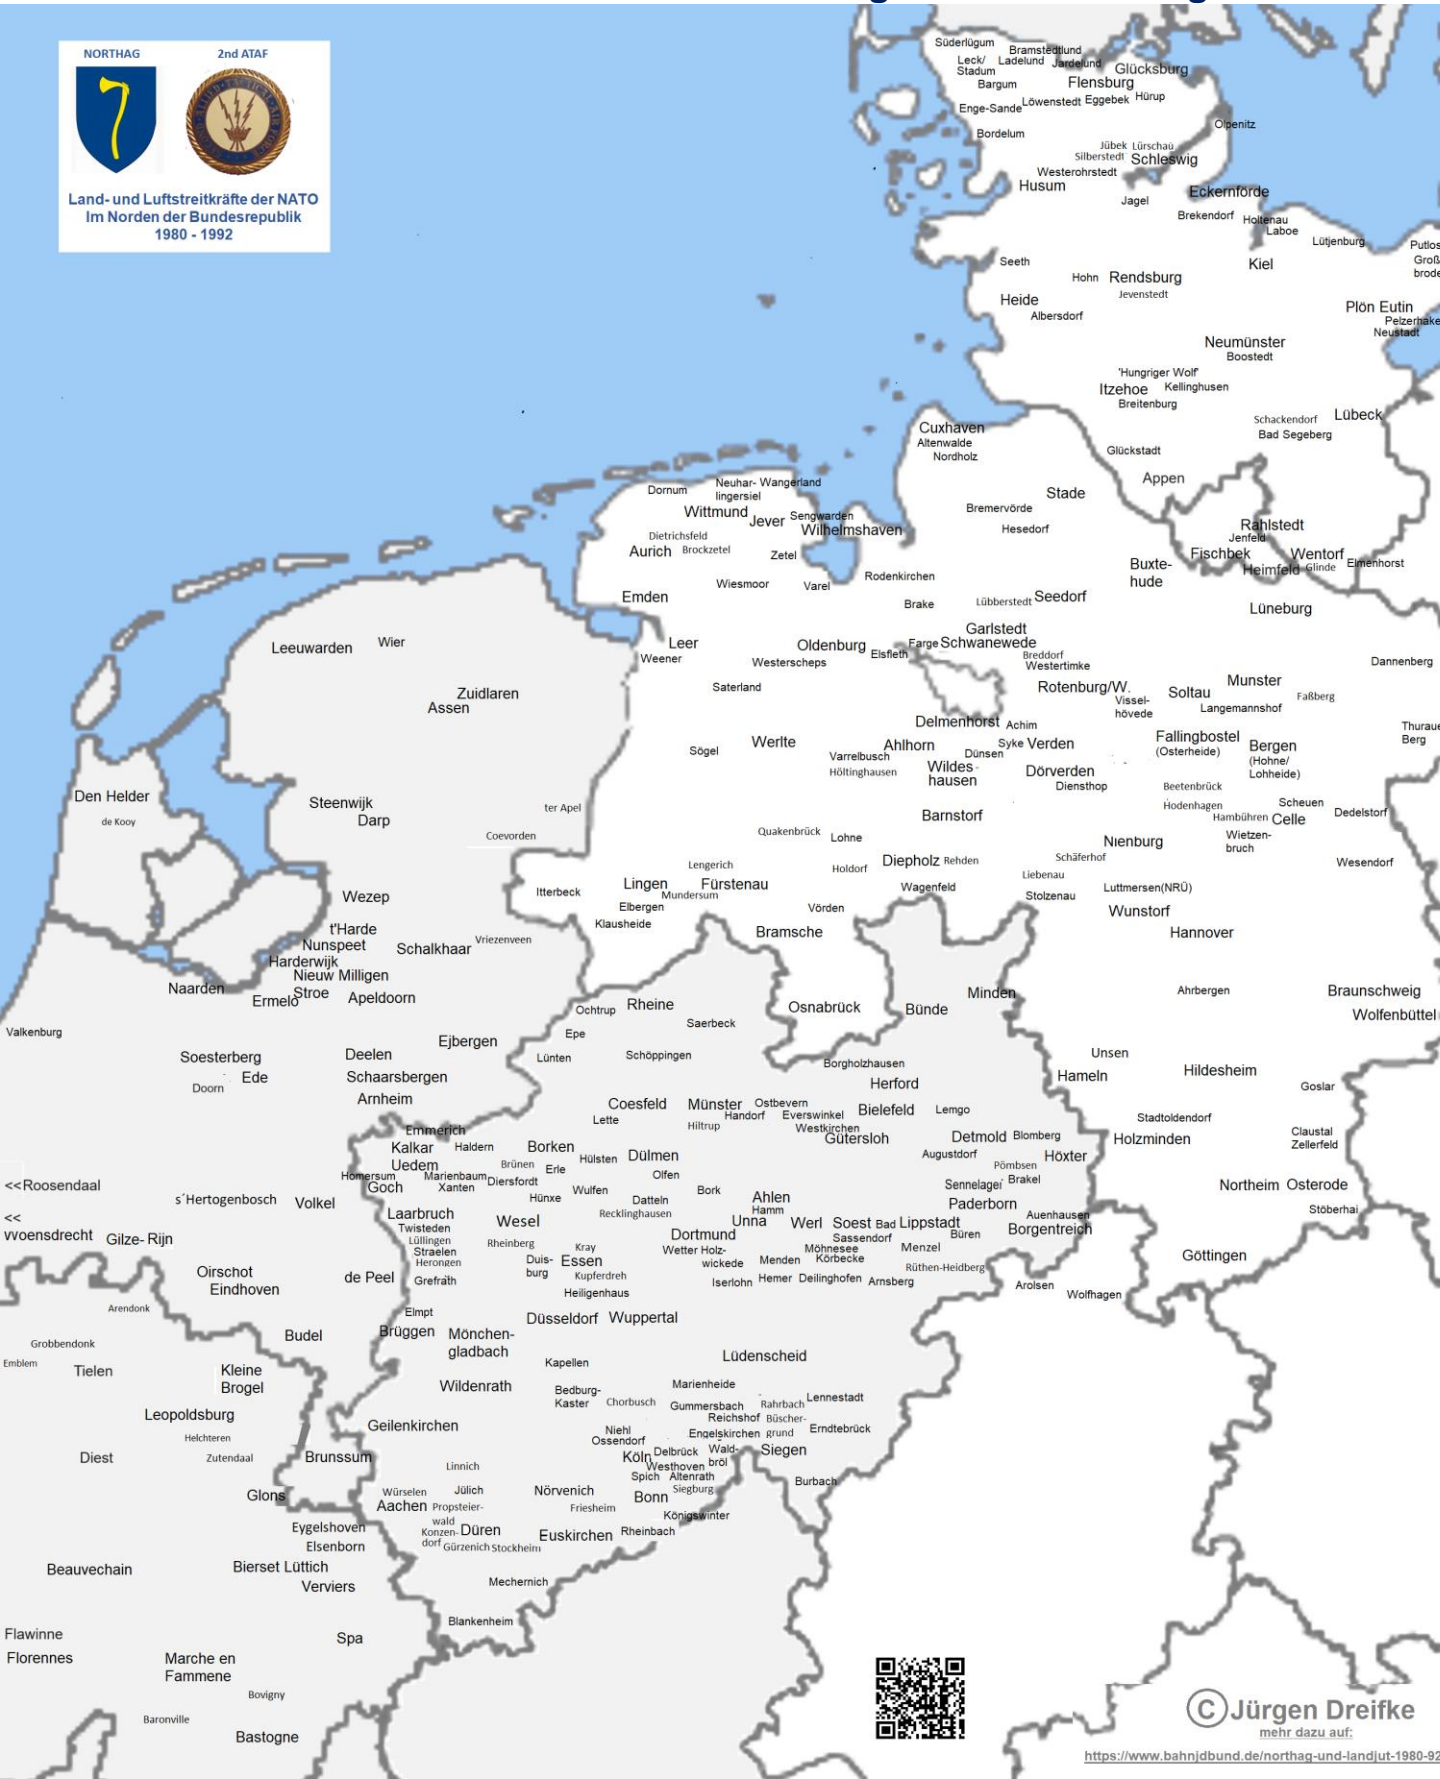 NORTHAG
2nd ATAF
Land- und Luftstreitkräfte der NATO
Im Norden der Bundesrepublik
1980 - 1992
Süderlügum
Bramstedtlund
Leck/
Stadum
Ladelund
Jardelund
Glücksburg
Bargum
Flensburg
Enge-Sande
Löwenstedt
Eggebek
Hürup
Bordelum
Olpenitz
Jübek
Lürschau
Silberstedt
Schleswig
Westerohrstedt
Husum
Jagel
Eckernförde
Brekendorf
Holtenau
Laboe
Lütjenburg
Putlos
Groß
brode
Seeth
Hohn
Rendsburg
Jevenstedt
Kiel
Heide
Albersdorf
Plön Eutin
Pelzerhake
Neustadt
Neumünster
Boostedt
'Hungriger Wolf'
Itzehoe
Kellinghusen
Breitenburg
Schackendorf
Bad Segeberg
Lübeck
Cuxhaven
Altenwalde
Nordholz
Glückstadt
Appen
Dornum
Neuhar-
lingersiel
Wangerland
Stade
Wittmund
Jever
Sengwarden
Wilhelmshaven
Bremervörde
Hesedorf
Rahlstedt
Jenfeld
Dietrichsfeld
Aurich
Brockzetel
Zetel
Fischbek
Wentorf
Heimfeld
Glinde
Elmenhorst
Buxte-
hude
Wiesmoor
Varel
Rodenkirchen
Emden
Brake
Lübberstedt
Seedorf
Lüneburg
Leeuwarden
Wier
Leer
Weener
Oldenburg
Westerscheps
Elsfleth
Farge
Garlstedt
Schwanewede
Breddorf
Westertimke
Dannenberg
Zuidlaren
Assen
Saterland
Rotenburg/W.
Vissel-
hövede
Soltau
Munster
Langemannshof
Faßberg
Delmenhorst
Achim
Thuraue
Berg
Sögel
Werlte
Varrelbusch
Höltinghausen
Ahlhorn
Dünsen
Syke
Verden
Fallingbostel
(Osterheide)
Bergen
(Hohne/
Lohheide)
Wildes-
hausen
Dörverden
Diensthop
Beetenbrück
Den Helder
de Kooy
Steenwijk
Darp
ter Apel
Coevorden
Barnstorf
Hodenhagen
Hambühren
Scheuen
Celle
Dedelstorf
Quakenbrück
Lohne
Nienburg
Wietzen-
bruch
Lengerich
Holdorf
Diepholz
Rehden
Schäferhof
Wesendorf
Wezep
Itterbeck
Lingen
Mundersum
Fürstenau
Wagenfeld
Liebenau
Stolzenau
Luttmersen(NRÜ)
Elbergen
Klausheide
Vörden
Wunstorf
t'Harde
Nunspeet
Harderwijk
Schalkhaar
Vriezenveen
Bramsche
Hannover
Nieuw Milligen
Naarden
Ermelo
Stroe
Apeldoorn
Minden
Ahrbergen
Braunschweig
Wolfenbüttel
Ochtrup
Rheine
Saerbeck
Osnabrück
Bünde
Valkenburg
Ejbergen
Epe
Lünten
Schöppingen
Borgholzhausen
Unsen
Hameln
Hildesheim
Goslar
Soesterberg
Ede
Doorn
Deelen
Schaarsbergen
Arnheim
Herford
Coesfeld
Lette
Münster
Ostbevern
Handorf
Everswinkel
Bielefeld
Lemgo
Hiltrup
Westkirchen
Gütersloh
Stadtoldendorf
Holzminden
Claustal
Zellerfeld
Emmerich
Kalkar
Haldern
Borken
Detmold
Blomberg
Uedem
Brünen
Hülsten
Dülmen
Augustdorf
Pömbsen
Höxter
Homersum
Goch
Marienbaum
Xanten
Diersfordt
Erle
Olfen
Sennelager
Brakel
<<Roosendaal
s´Hertogenbosch
Volkel
Hünxe
Wulfen
Datteln
Bork
Ahlen
Hamm
Paderborn
Northeim
Osterode
<<
woensdrecht
Gilze- Rijn
Laarbruch
Twisteden
Lüllingen
Straelen
Herongen
Grefrath
Wesel
Recklinghausen
Unna
Werl
Soest
Bad
Sassendorf
Lippstadt
Auenhausen
Borgentreich
Stöberhai
Dortmund
Büren
Rheinberg
Kray
Wetter
Holz-
wickede
Möhnesee
Körbecke
Menzel
Göttingen
Duis-
burg
Essen
Menden
Rüthen-Heidberg
Oirschot
Eindhoven
de Peel
Kupferdreh
Heiligenhaus
Iserlohn
Hemer
Deilinghofen
Arnsberg
Arolsen
Wolfhagen
Arendonk
Elmpt
Brüggen
Düsseldorf
Wuppertal
Grobbendonk
Budel
Mönchen-
gladbach
Emblem
Tielen
Kleine
Brogel
Kapellen
Lüdenscheid
Wildenrath
Bedburg-
Kaster
Chorbusch
Marienheide
Lennestadt
Leopoldsburg
Geilenkirchen
Gummersbach
Rahrbach
Reichshof
Büscher-
grund
Erndtebrück
Helchteren
Niehl
Ossendorf
Engelskirchen
Diest
Zutendaal
Brunssum
Köln
Delbrück
Wald-
bröl
Siegen
Westhoven
Linnich
Spich
Altenrath
Burbach
Glons
Würselen
Jülich
Nörvenich
Bonn
Siegburg
Aachen
Propsteier-
wald
Friesheim
Königswinter
Eygelshoven
Konzen-
dorf
Düren
Euskirchen
Rheinbach
Elsenborn
Gürzenich
Stockheim
Beauvechain
Bierset Lüttich
Verviers
Mechernich
Blankenheim
Flawinne
Florennes
Spa
Marche en
Fammene
Bovigny
Baronville
Bastogne
© Jürgen Dreifke
mehr dazu auf:
https://www.bahnjdbund.de/northag-und-landjut-1980-92